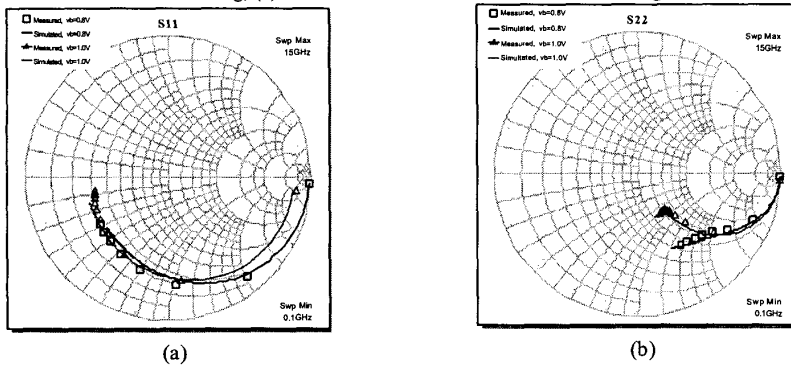 S11
Measured, vb=0.8V
Simulated, vb=0.8V
Measured, vb=1.0V
Simulated, vb=1.0V
Swp Max
15GHz
Swp Min
0.1GHz
(a)
S22
Measured, vb=0.8V
Simulated, vb=0.8V
Measured, vb=1.0V
Simulated, vb=1.0V
Swp Max
15GHz
Swp Min
0.1GHz
(b)